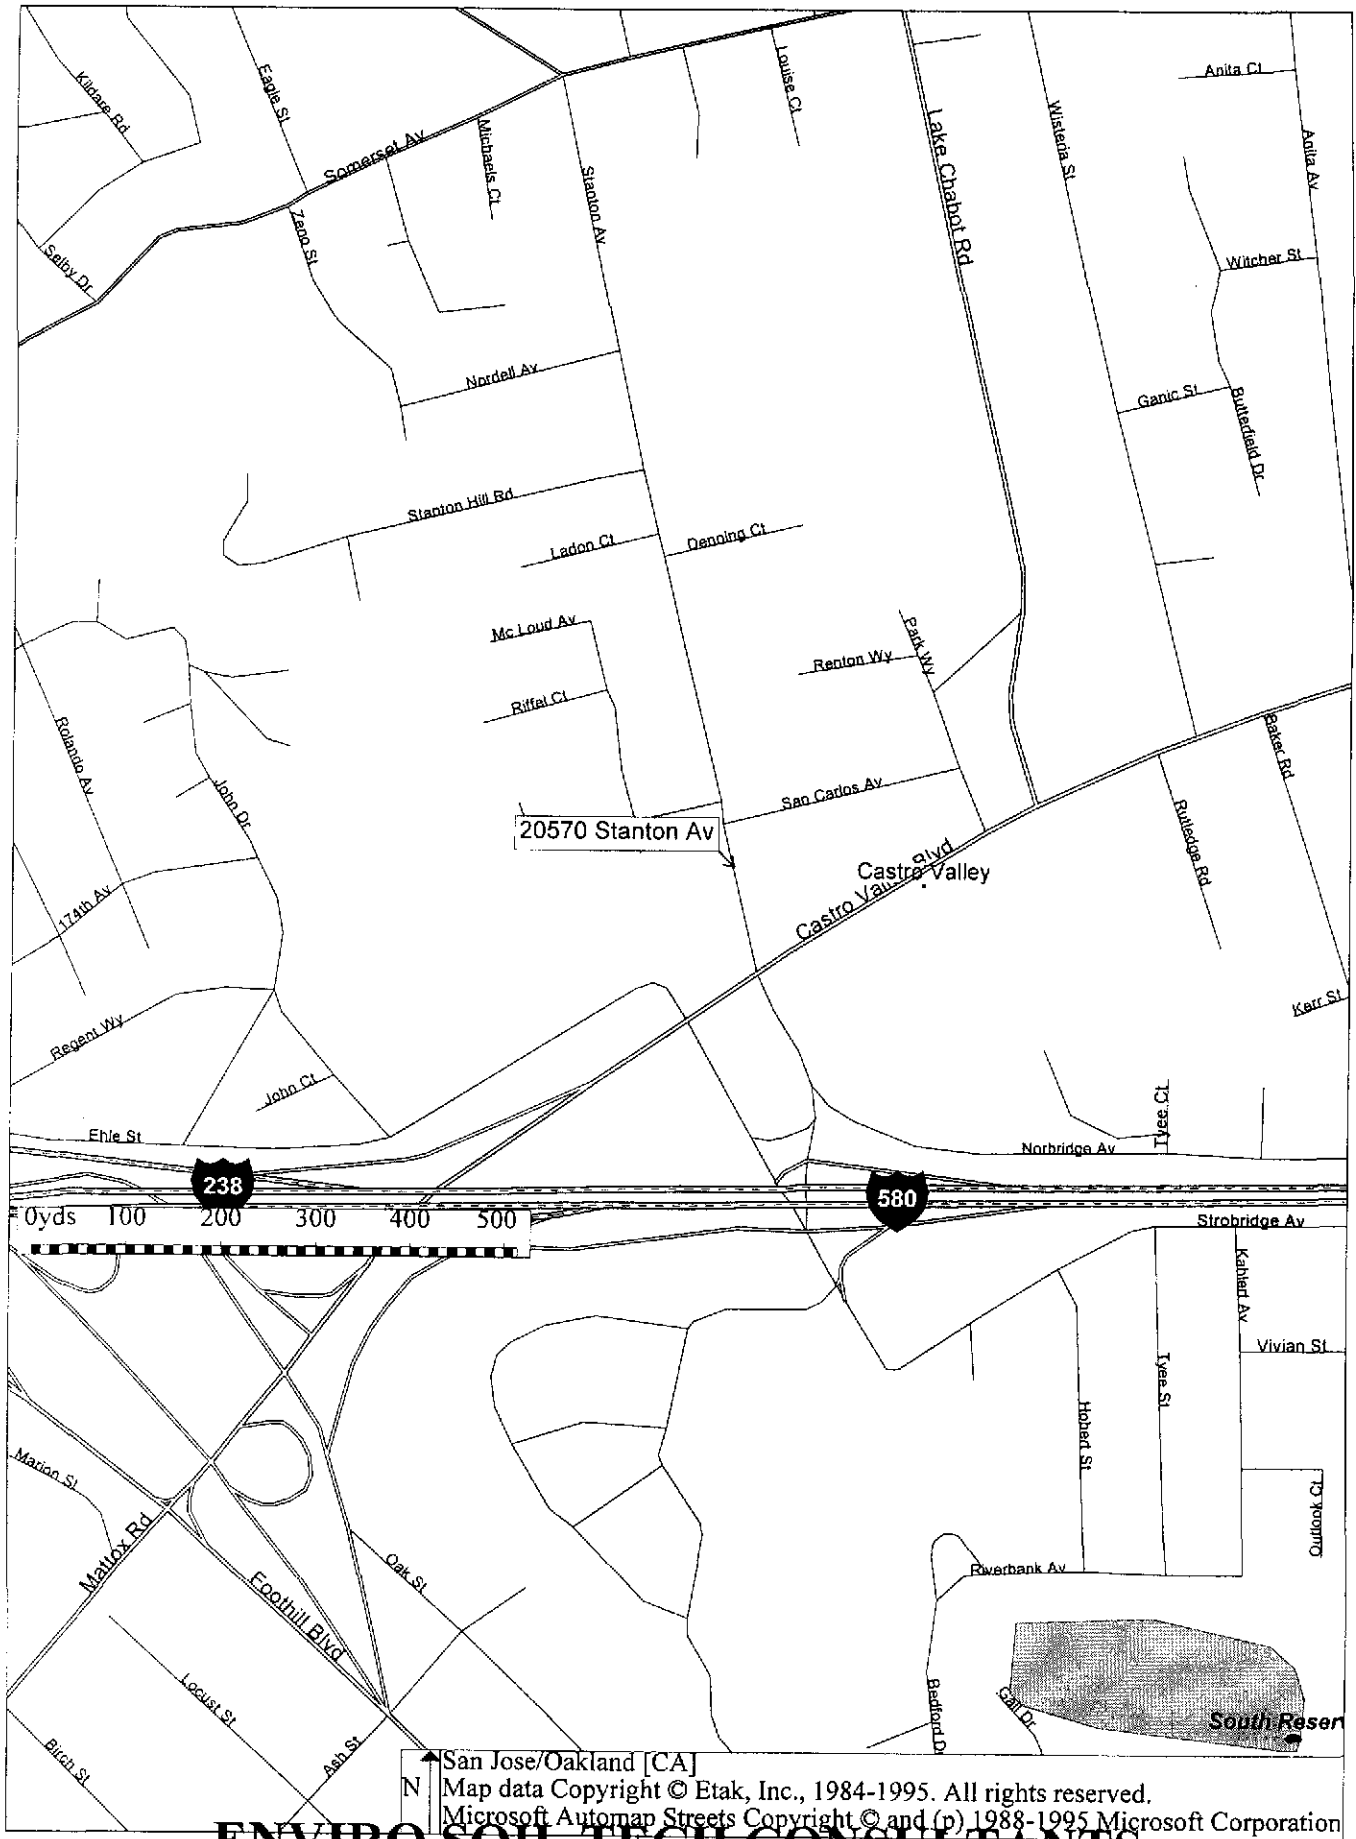 Kildare Rd
Eagle St
Somerset Av
Michaels Ct
Louise Ct
Lake Chabot Rd
Wisteria St
Anita Ct
Anita Av
Selby Dr
Zeno St
Stanton Av
Witcher St
Nordell Av
Ganic St
Butterfield Dr
Stanton Hill Rd
Ladon Ct
Denning Ct
Mc Loud Av
Park Wy
Renton Wy
Riffel Ct
Rolando Av
John Dr
San Carlos Av
Baker Rd
Rutledge Rd
20570 Stanton Av
Castro Valley Blvd
Castro Valley
174th Av
Regent Wy
John Ct
Kerr St
Ehle St
Tyee Ct
Norbridge Av
238
580
0yds 100 200 300 400 500
Strobridge Av
Kahlert Av
Vivian St
Tyee St
Hobert St
Marion St
Outlook Ct
Mattox Rd
Oak St
Foothill Blvd
Riverbank Av
Locust St
Bedford Dr
Gail Dr
South Reser
Birch St
Ash St
N
San Jose/Oakland [CA]
Map data Copyright © Etak, Inc., 1984-1995. All rights reserved.
Microsoft Automap Streets Copyright © and (p) 1988-1995 Microsoft Corporation
ENVIRO SOIL TECH CONSULTANTS